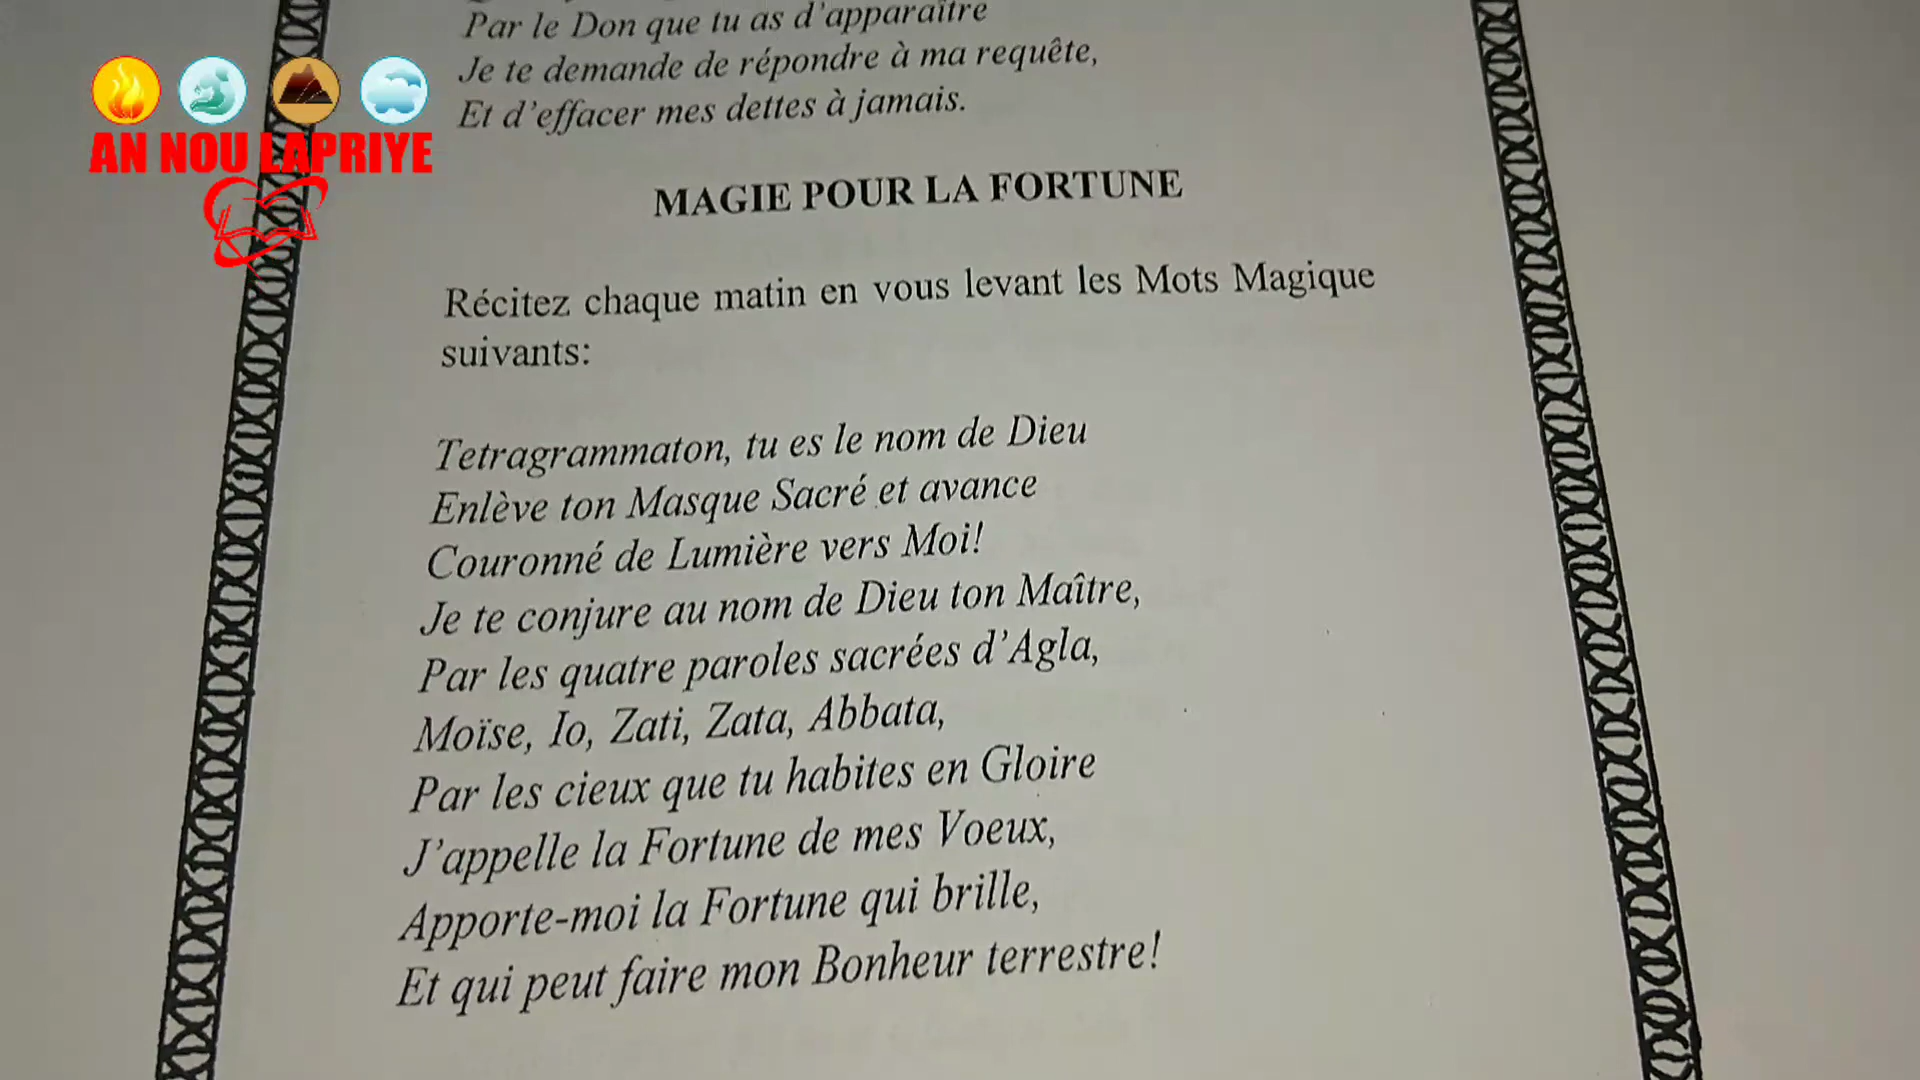 Par le Don que tu as d'apparaître
Je te demande de répondre à ma requête,
Et d'effacer mes dettes à jamais.
AN NOU LAPRIYE
MAGIE POUR LA FORTUNE
Récitez chaque matin en vous levant les Mots Magique
suivants:
Tetragrammaton, tu es le nom de Dieu
Enlève ton Masque Sacré et avance
Couronné de Lumière vers Moi!
Je te conjure au nom de Dieu ton Maître,
Par les quatre paroles sacrées d'Agla,
Moïse, Io, Zati, Zata, Abbata,
Par les cieux que tu habites en Gloire
J'appelle la Fortune de mes Voeux,
Apporte-moi la Fortune qui brille,
Et qui peut faire mon Bonheur terrestre!